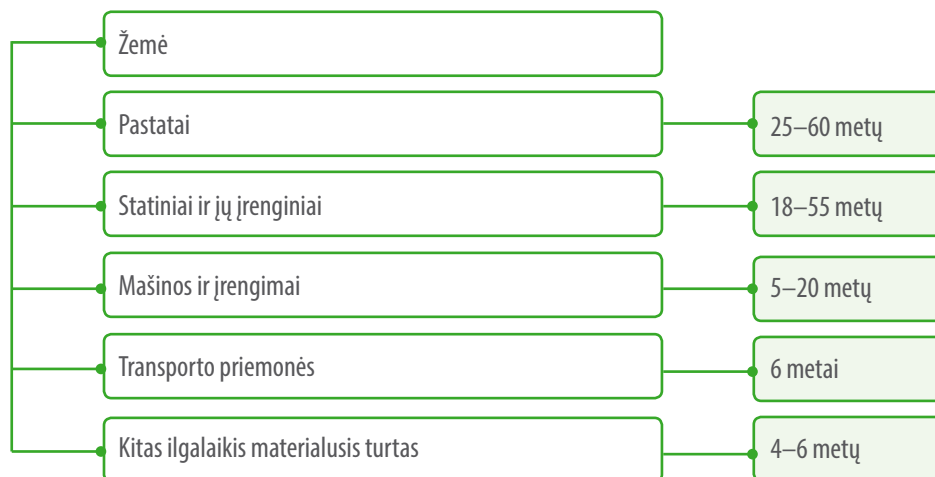 Žemė
Pastatai 25–60 metų
Statiniai ir jų įrenginiai 18–55 metų
Mašinos ir įrengimai 5–20 metų
Transporto priemonės 6 metai
Kitas ilgalaikis materialusis turtas 4–6 metų